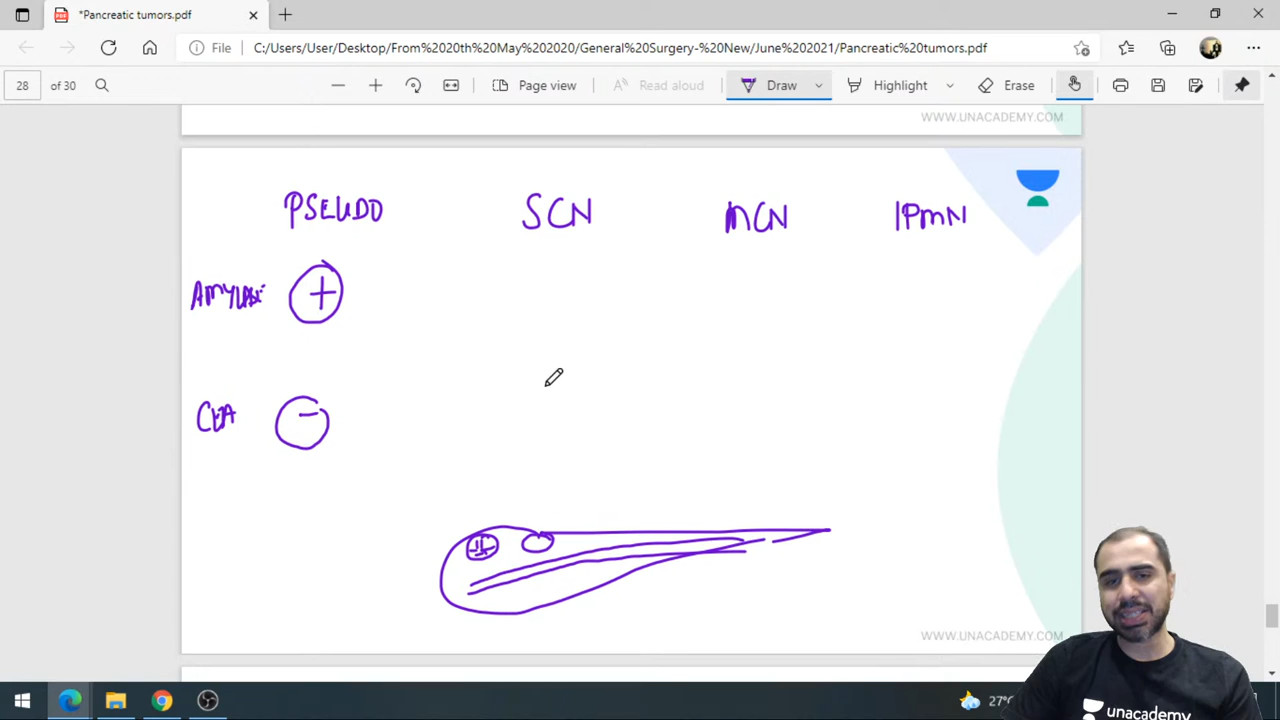 *Pancreatic tumors.pdf
File C:/Users/User/Desktop/From%2020th%20May%202020/General%20Surgery-%20New/June%202021/Pancreatic%20tumors.pdf
28 of 30 Page view Read aloud Draw Highlight Erase
WWW.UNACADEMY.COM
PSEUDO SCN MCN IPMN
AMYLASE +
CEA -
WWW.UNACADEMY.COM
unacademy
27°